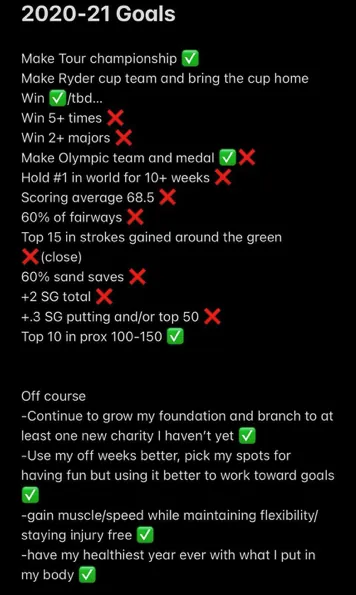 2020-21 Goals
Make Tour championship ✅
Make Ryder cup team and bring the cup home
Win ✅/tbd...
Win 5+ times ❌
Win 2+ majors ❌
Make Olympic team and medal ✅❌
Hold #1 in world for 10+ weeks ❌
Scoring average 68.5 ❌
60% of fairways ❌
Top 15 in strokes gained around the green
❌(close)
60% sand saves ❌
+2 SG total ❌
+.3 SG putting and/or top 50 ❌
Top 10 in prox 100-150 ✅
Off course
-Continue to grow my foundation and branch to at
least one new charity I haven't yet ✅
-Use my off weeks better, pick my spots for
having fun but using it better to work toward goals
✅
-gain muscle/speed while maintaining flexibility/
staying injury free ✅
-have my healthiest year ever with what I put in
my body ✅